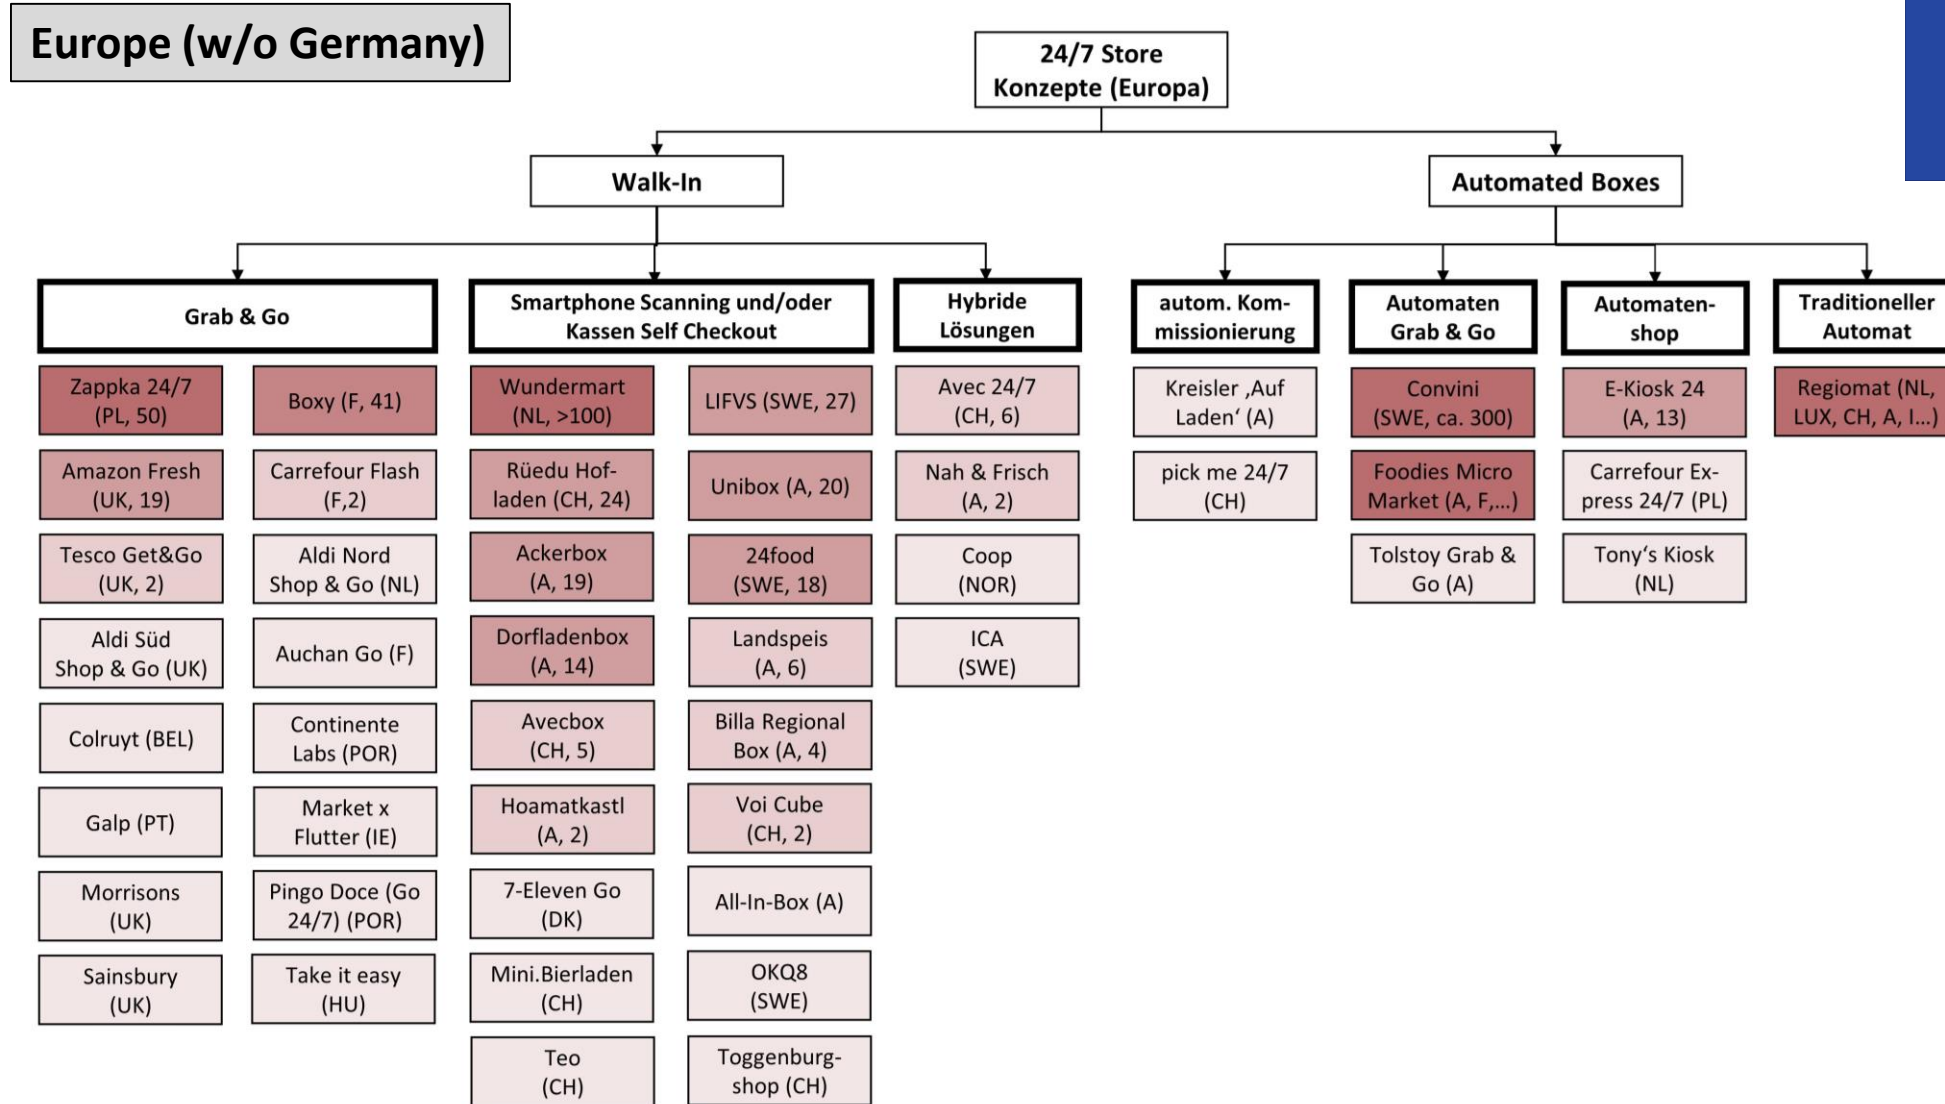 Europe (w/o Germany)
24/7 Store
Konzepte (Europa)
Walk-In
Automated Boxes
Grab & Go
Smartphone Scanning und/oder
Kassen Self Checkout
Hybride
Lösungen
autom. Kom-
missionierung
Automaten
Grab & Go
Automaten-
shop
Traditioneller
Automat
Zappka 24/7
(PL, 50)
Amazon Fresh
(UK, 19)
Tesco Get&Go
(UK, 2)
Aldi Süd
Shop & Go (UK)
Colruyt (BEL)
Galp (PT)
Morrisons
(UK)
Sainsbury
(UK)
Boxy (F, 41)
Carrefour Flash
(F,2)
Aldi Nord
Shop & Go (NL)
Auchan Go (F)
Continente
Labs (POR)
Market x
Flutter (IE)
Pingo Doce (Go
24/7) (POR)
Take it easy
(HU)
Wundermart
(NL, >100)
Rüedu Hof-
laden (CH, 24)
Ackerbox
(A, 19)
Dorfladenbox
(A, 14)
Avecbox
(CH, 5)
Hoamatkastl
(A, 2)
7-Eleven Go
(DK)
Mini.Bierladen
(CH)
Teo
(CH)
LIFVS (SWE, 27)
Unibox (A, 20)
24food
(SWE, 18)
Landspeis
(A, 6)
Billa Regional
Box (A, 4)
Voi Cube
(CH, 2)
All-In-Box (A)
OKQ8
(SWE)
Toggenburg-
shop (CH)
Avec 24/7
(CH, 6)
Nah & Frisch
(A, 2)
Coop
(NOR)
ICA
(SWE)
Kreisler ‚Auf
Laden‘ (A)
pick me 24/7
(CH)
Convini
(SWE, ca. 300)
Foodies Micro
Market (A, F,…)
Tolstoy Grab &
Go (A)
E-Kiosk 24
(A, 13)
Carrefour Ex-
press 24/7 (PL)
Tony‘s Kiosk
(NL)
Regiomat (NL,
LUX, CH, A, I…)